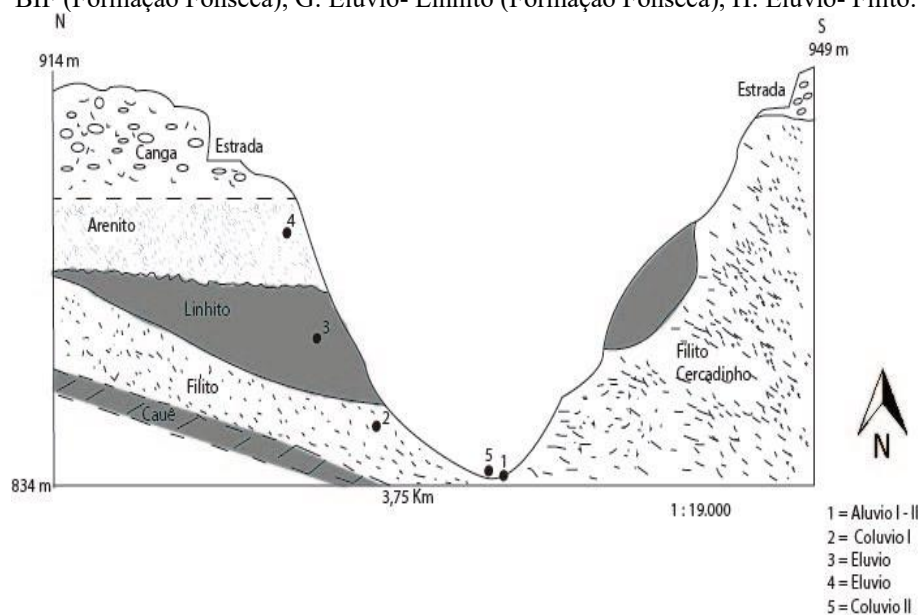 BIF (Formação Fonseca), G: Elúvio- Linhito (Formação Fonseca), H: Elúvio- Filito.
N
S
914 m
949 m
Estrada
Canga
Estrada
Arenito
4
Linhito
3
Filito
Cauê
2
Filito
Cercadinho
5
1
N
834 m
3,75 Km
1 : 19.000
1 = Aluvio I - II
2 = Coluvio I
3 = Eluvio
4 = Eluvio
5 = Coluvio II